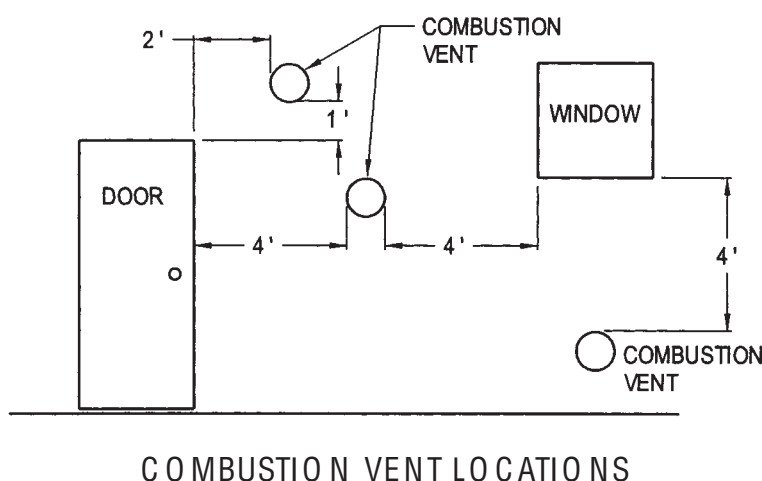 COMBUSTION
VENT
2'
1'
WINDOW
DOOR
4'
4'
4'
COMBUSTION
VENT
COMBUSTION VENT LOCATIONS